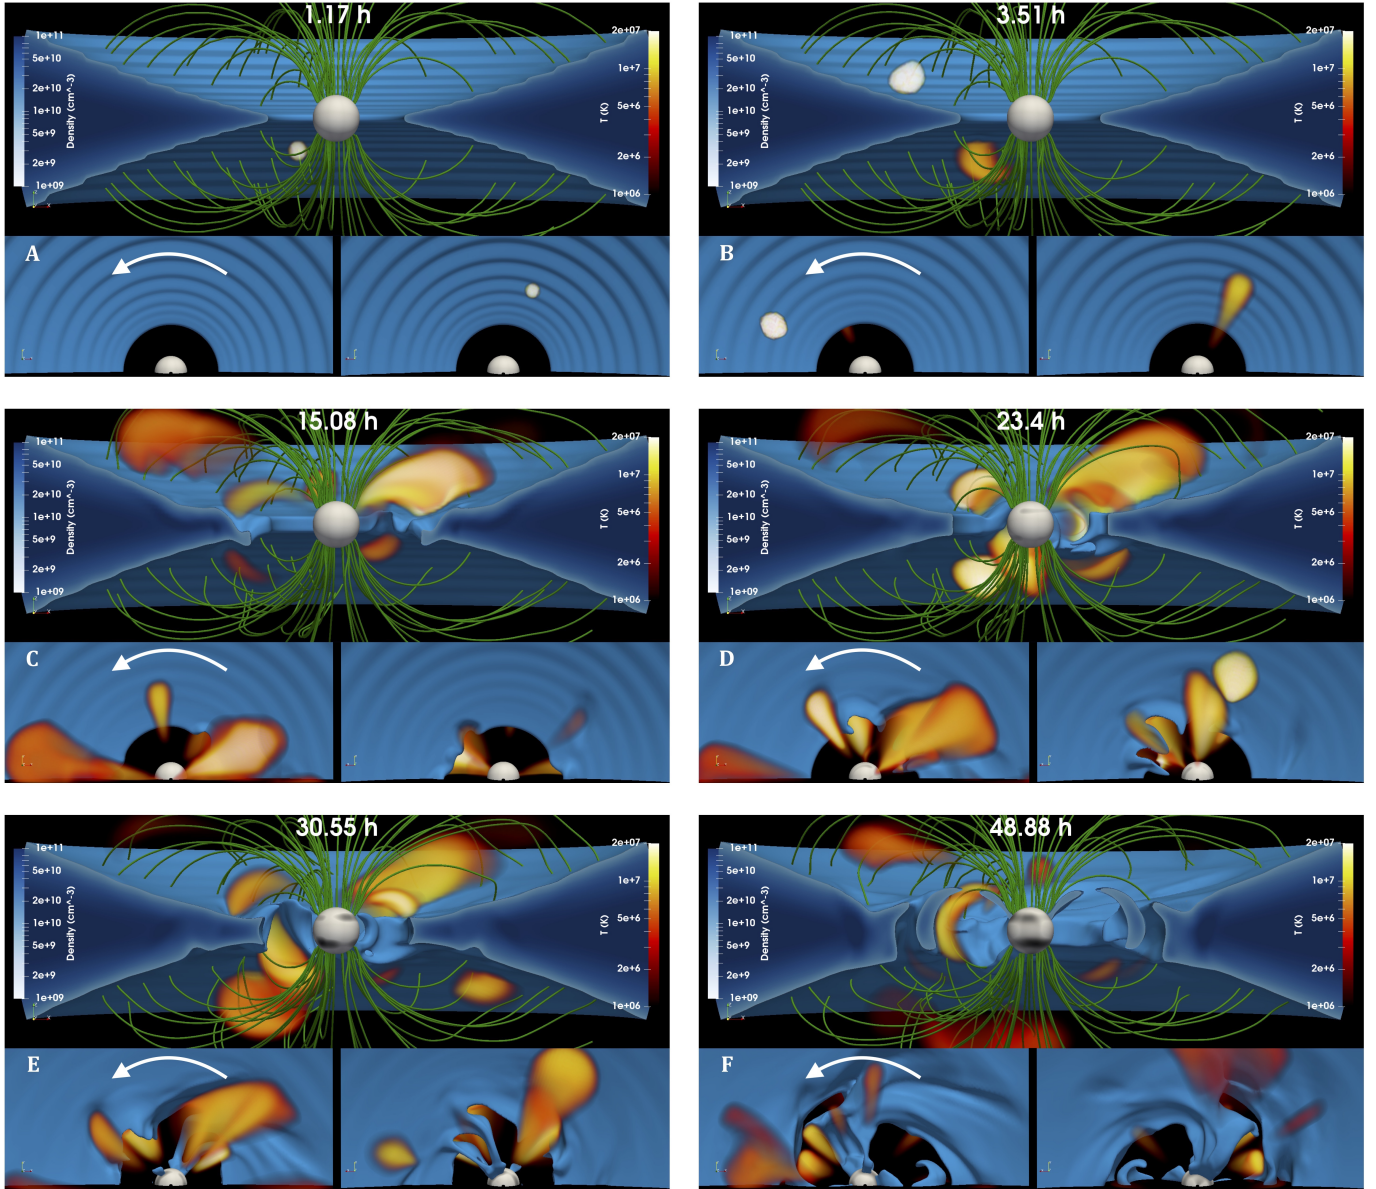 1.17 h
1e+11
5e+10
2e+10
1e+10
5e+9
2e+9
1e+09
Density (cm^-3)
2e+07
1e+7
5e+6
2e+6
1e+06
T (K)
A
3.51 h
1e+11
5e+10
2e+10
1e+10
5e+9
2e+9
1e+09
Density (cm^-3)
2e+07
1e+7
5e+6
2e+6
1e+06
T (K)
B
15.08 h
1e+11
5e+10
2e+10
1e+10
5e+9
2e+9
1e+09
Density (cm^-3)
2e+07
1e+7
5e+6
2e+6
1e+06
T (K)
C
23.4 h
1e+11
5e+10
2e+10
1e+10
5e+9
2e+9
1e+09
Density (cm^-3)
2e+07
1e+7
5e+6
2e+6
1e+06
T (K)
D
30.55 h
1e+11
5e+10
2e+10
1e+10
5e+9
2e+9
1e+09
Density (cm^-3)
2e+07
1e+7
5e+6
2e+6
1e+06
T (K)
E
48.88 h
1e+11
5e+10
2e+10
1e+10
5e+9
2e+9
1e+09
Density (cm^-3)
2e+07
1e+7
5e+6
2e+6
1e+06
T (K)
F